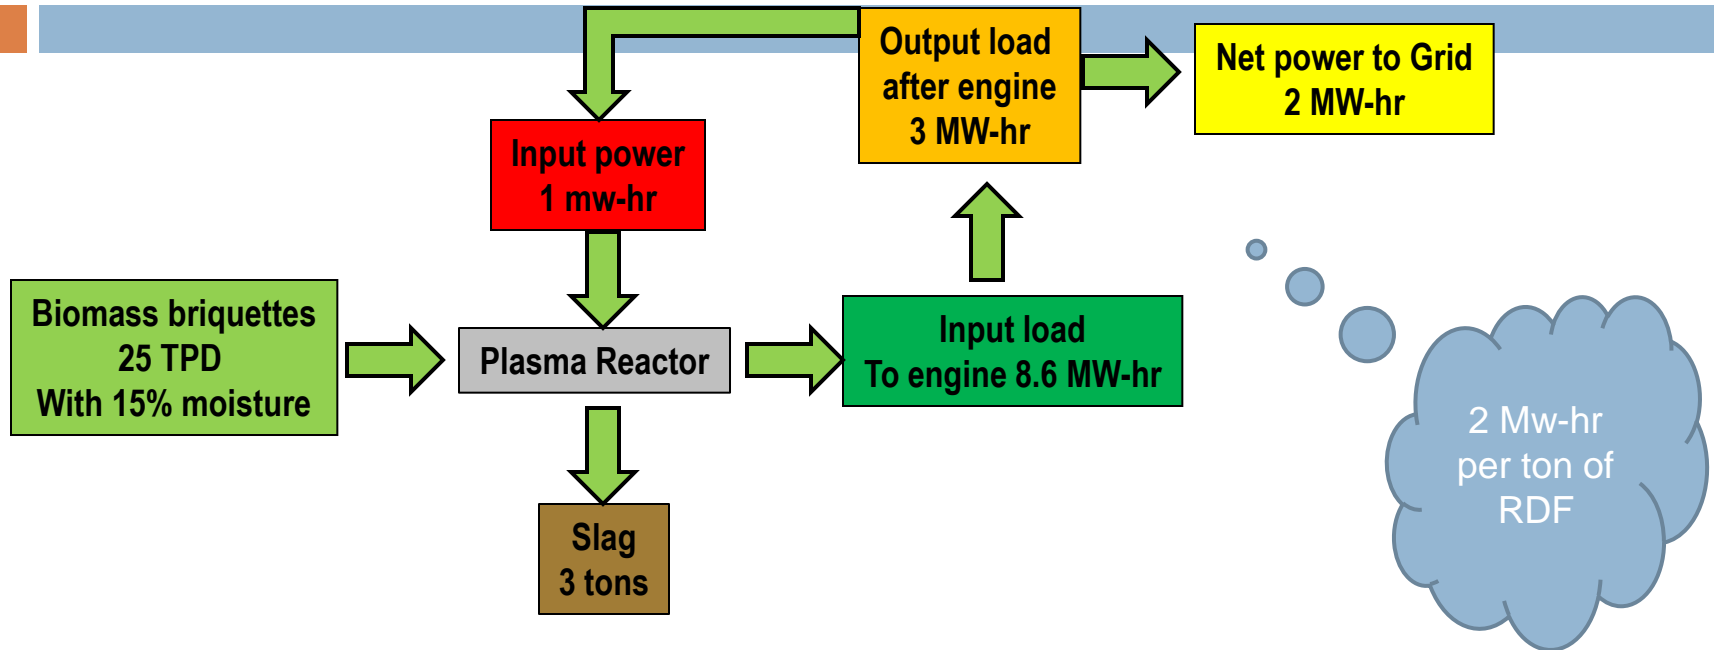 Output load
after engine
3 MW-hr
Net power to Grid
2 MW-hr
Input power
1 mw-hr
Biomass briquettes
25 TPD
With 15% moisture
Plasma Reactor
Input load
To engine 8.6 MW-hr
2 Mw-hr
per ton of
RDF
Slag
3 tons